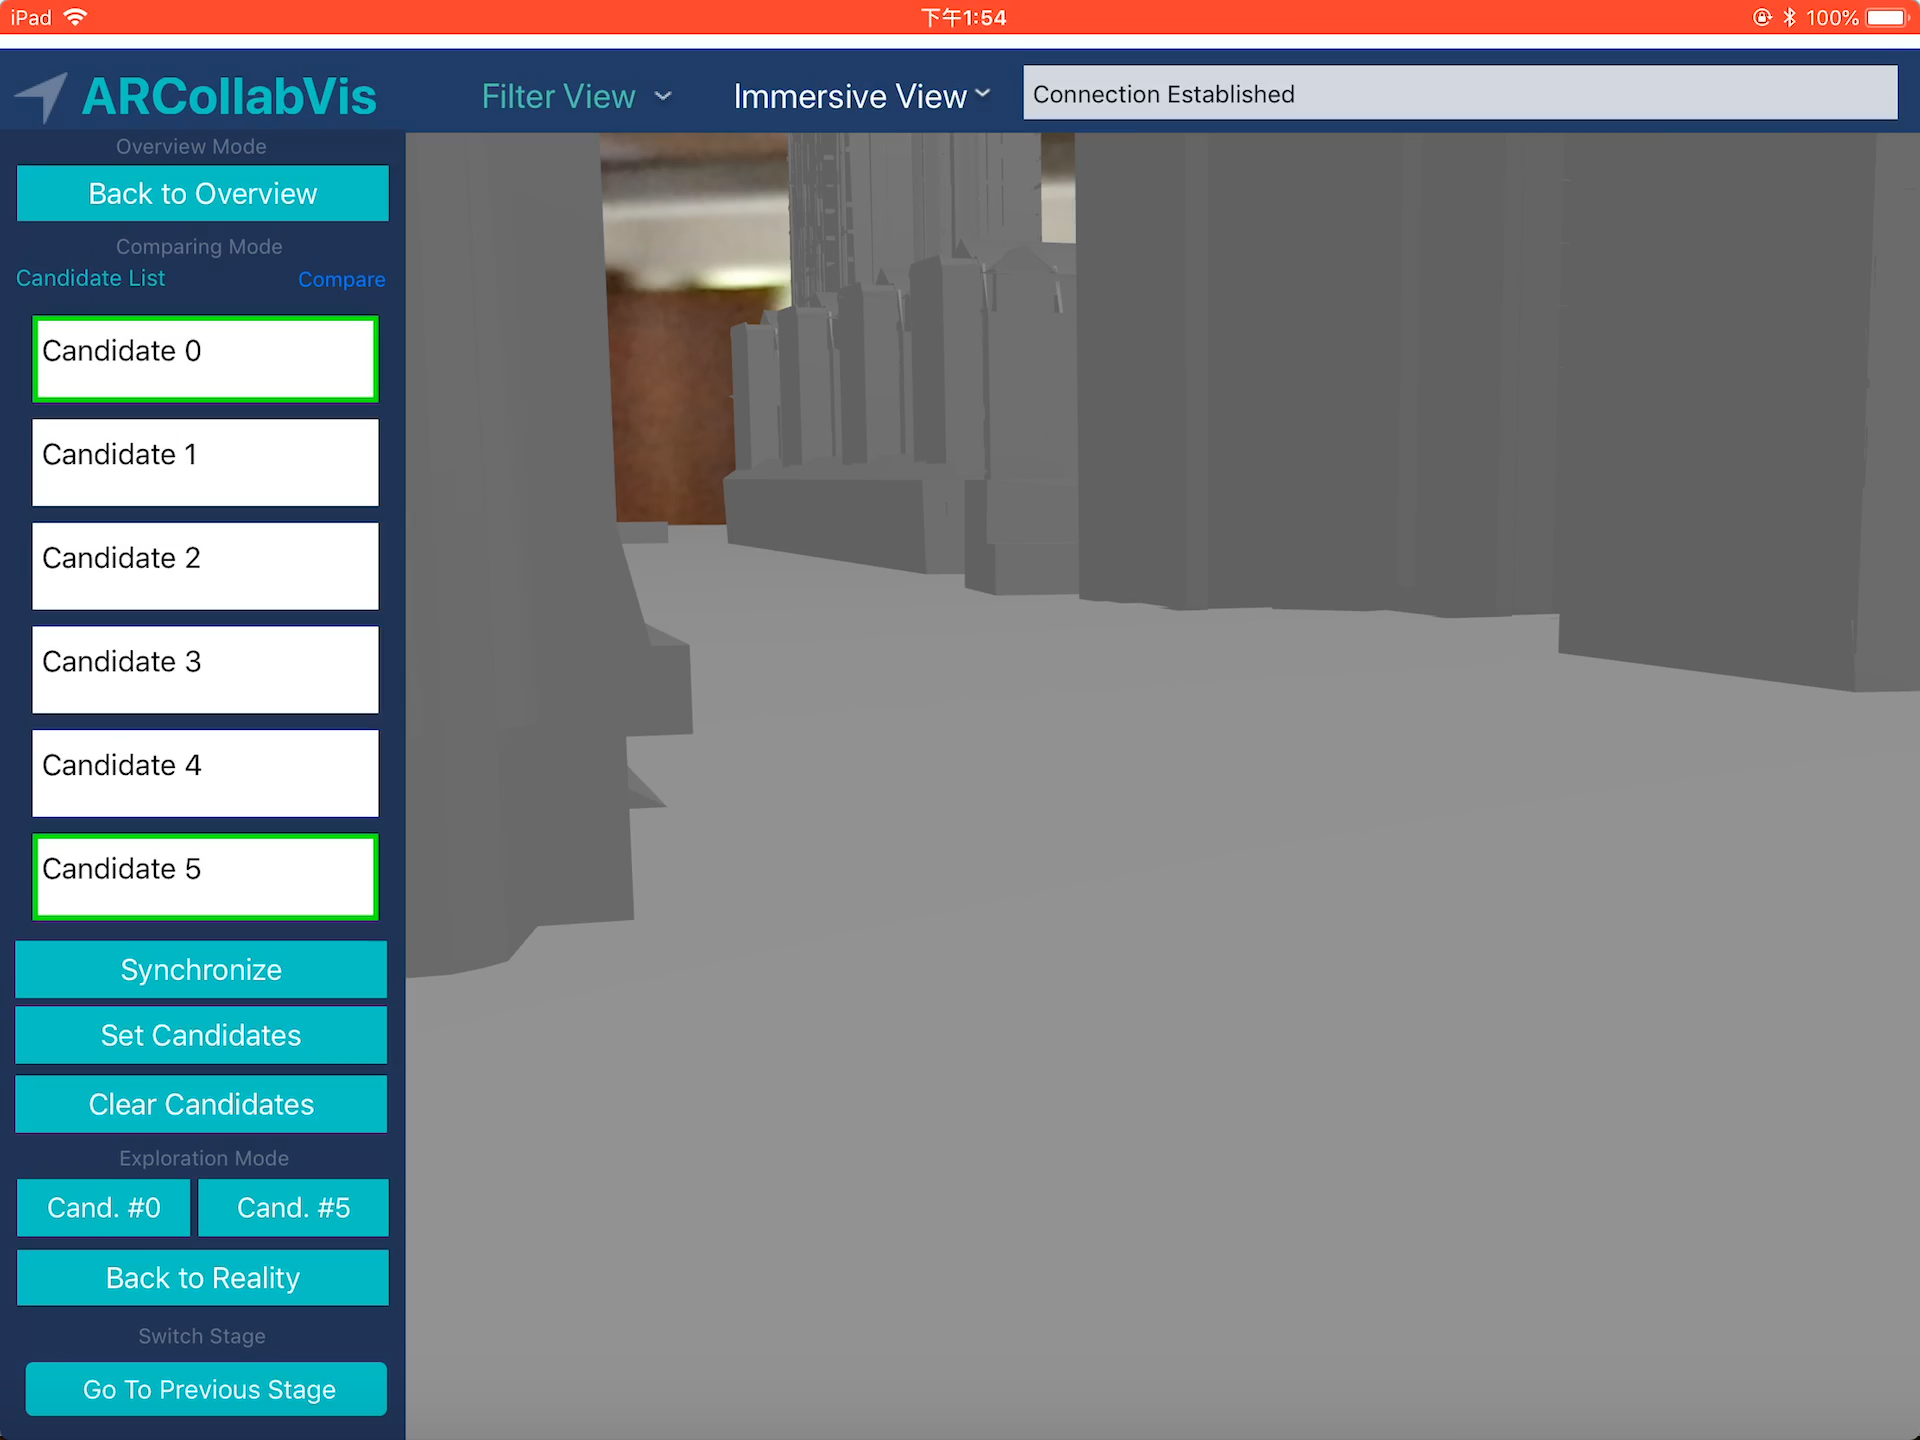 iPad 下午1:54 100%
ARCollabVis Filter View Immersive View Connection Established
Overview Mode
Back to Overview
Comparing Mode
Candidate List Compare
Candidate 0
Candidate 1
Candidate 2
Candidate 3
Candidate 4
Candidate 5
Synchronize
Set Candidates
Clear Candidates
Exploration Mode
Cand. #0 Cand. #5
Back to Reality
Switch Stage
Go To Previous Stage